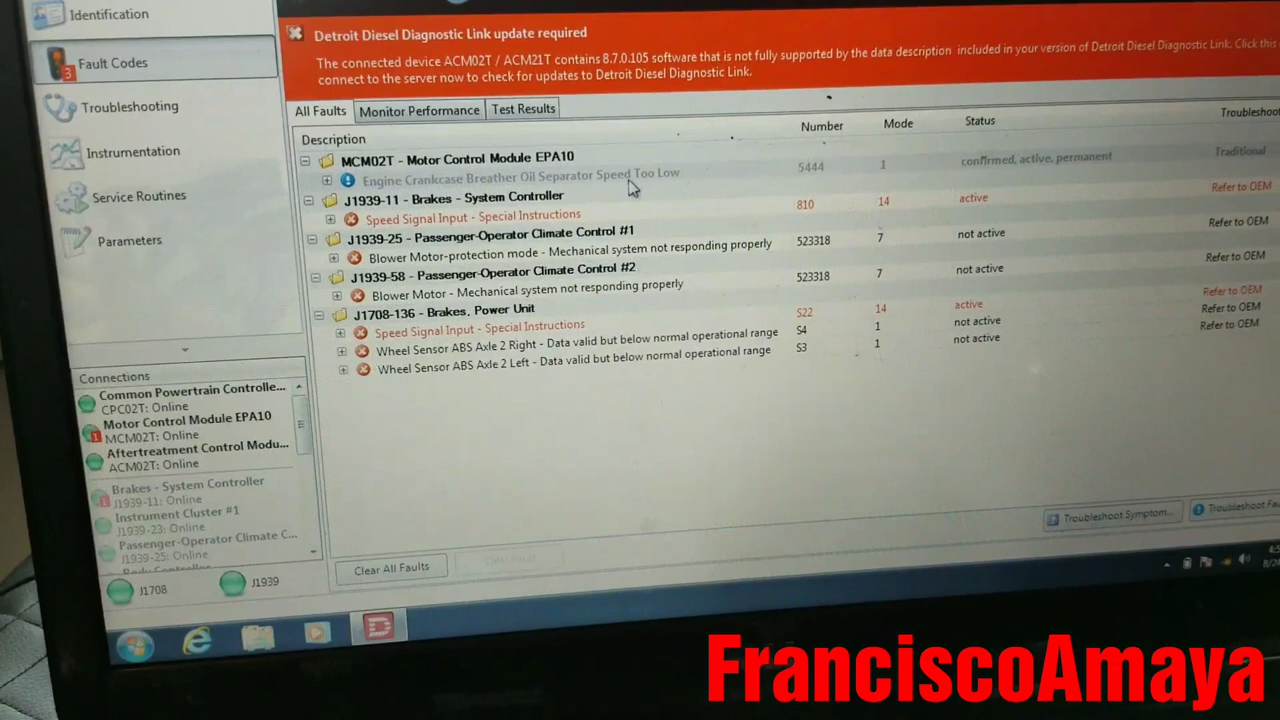 Identification
3
Fault Codes
Troubleshooting
Instrumentation
Service Routines
Parameters
Detroit Diesel Diagnostic Link update required
The connected device ACM02T / ACM21T contains 8.7.0.105 software that is not fully supported by the data description included in your version of Detroit Diesel Diagnostic Link. Click this
connect to the server now to check for updates to Detroit Diesel Diagnostic Link.
All Faults Monitor Performance Test Results
Description Number Mode Status Troubleshoot
MCM02T - Motor Control Module EPA10
Engine Crankcase Breather Oil Separator Speed Too Low 5444 1 confirmed, active, permanent Traditional
J1939-11 - Brakes - System Controller
Speed Signal Input - Special Instructions 810 14 active Refer to OEM
J1939-25 - Passenger-Operator Climate Control #1
Blower Motor-protection mode - Mechanical system not responding properly 523318 7 not active Refer to OEM
J1939-58 - Passenger-Operator Climate Control #2
Blower Motor - Mechanical system not responding properly 523318 7 not active Refer to OEM
J1708-136 - Brakes, Power Unit
Speed Signal Input - Special Instructions S22 14 active Refer to OEM
Wheel Sensor ABS Axle 2 Right - Data valid but below normal operational range S4 1 not active Refer to OEM
Wheel Sensor ABS Axle 2 Left - Data valid but below normal operational range S3 1 not active Refer to OEM
Connections
Common Powertrain Controlle...
CPC02T: Online
Motor Control Module EPA10
MCM02T: Online
Aftertreatment Control Modu...
ACM02T: Online
Brakes - System Controller
J1939-11: Online
Instrument Cluster #1
J1939-23: Online
Passenger-Operator Climate C...
J1939-25: Online
J1708 J1939
Clear All Faults
Troubleshoot Symptom... Troubleshoot Fau
FranciscoAmaya